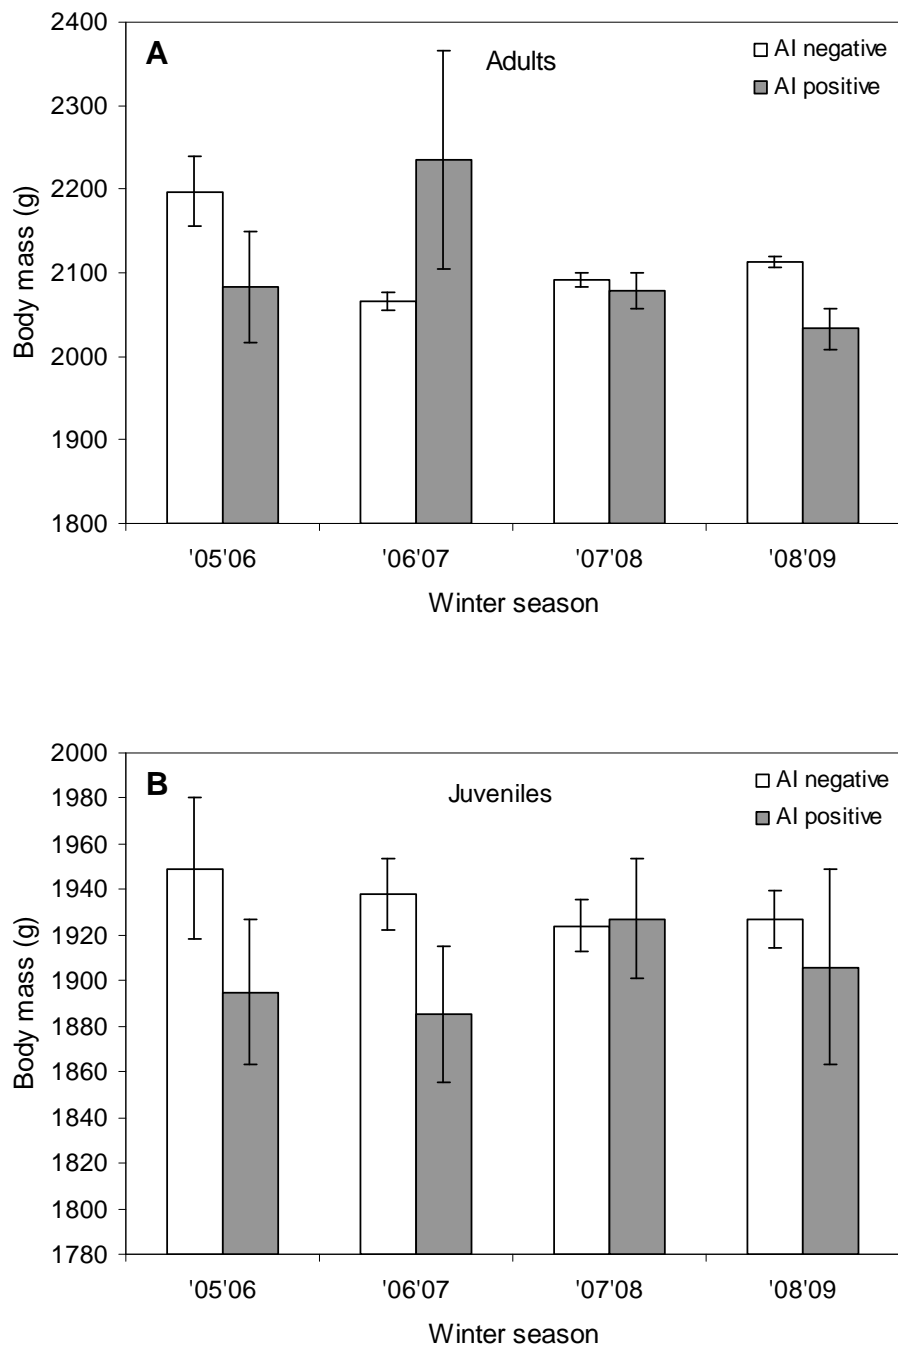 A
Adults
AI negative
AI positive
Body mass (g)
2400
2300
2200
2100
2000
1900
1800
'05'06
'06'07
'07'08
'08'09
Winter season
B
Juveniles
AI negative
AI positive
Body mass (g)
2000
1980
1960
1940
1920
1900
1880
1860
1840
1820
1800
1780
'05'06
'06'07
'07'08
'08'09
Winter season